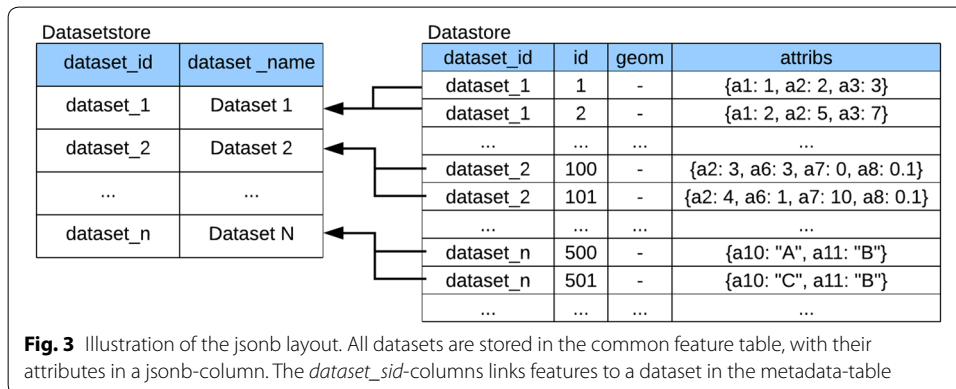 Datasetstore
dataset_id dataset _name
dataset_1 Dataset 1
dataset_2 Dataset 2
... ...
dataset_n Dataset N
Datastore
dataset_id id geom attribs
dataset_1 1 - {a1: 1, a2: 2, a3: 3}
dataset_1 2 - {a1: 2, a2: 5, a3: 7}
... ... ... ...
dataset_2 100 - {a2: 3, a6: 3, a7: 0, a8: 0.1}
dataset_2 101 - {a2: 4, a6: 1, a7: 10, a8: 0.1}
... ... ... ...
dataset_n 500 - {a10: "A", a11: "B"}
dataset_n 501 - {a10: "C", a11: "B"}
... ... ... ...
Fig. 3 Illustration of the jsonb layout. All datasets are stored in the common feature table, with their
attributes in a jsonb-column. The dataset_sid-columns links features to a dataset in the metadata-table